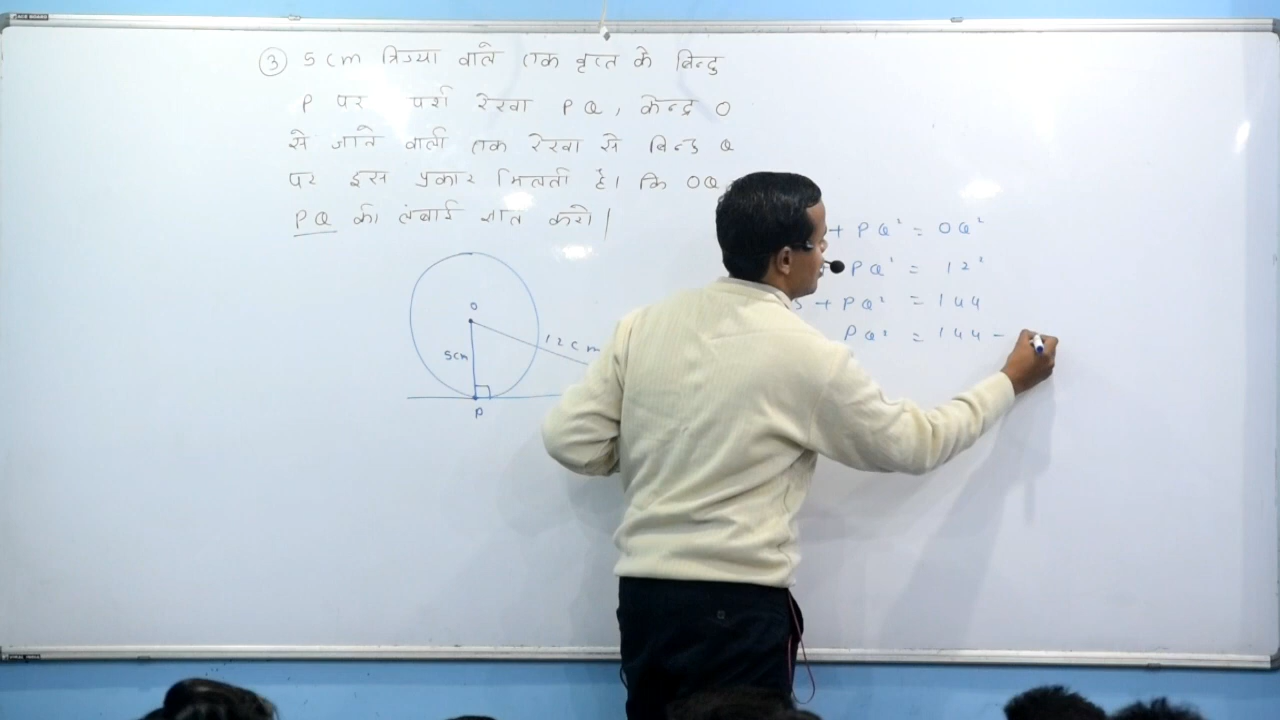 ③ 5 cm त्रिज्या वाले एक वृत्त के बिन्दु
P पर स्पर्श रेखा PQ, केन्द्र O
से जाने वाली एक रेखा से बिन्दु Q
पर इस प्रकार मिलती है। कि OQ
PQ की लंबाई ज्ञात करो।
O
5cm
12cm
P
+ PQ² = OQ²
PQ² = 12²
5 + PQ² = 144
PQ² = 144 -